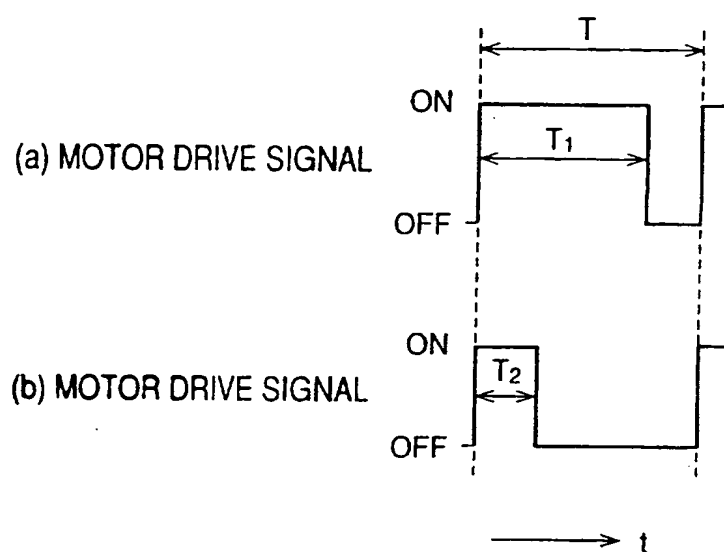 T
ON
(a) MOTOR DRIVE SIGNAL
T1
OFF
ON
(b) MOTOR DRIVE SIGNAL
T2
OFF
t